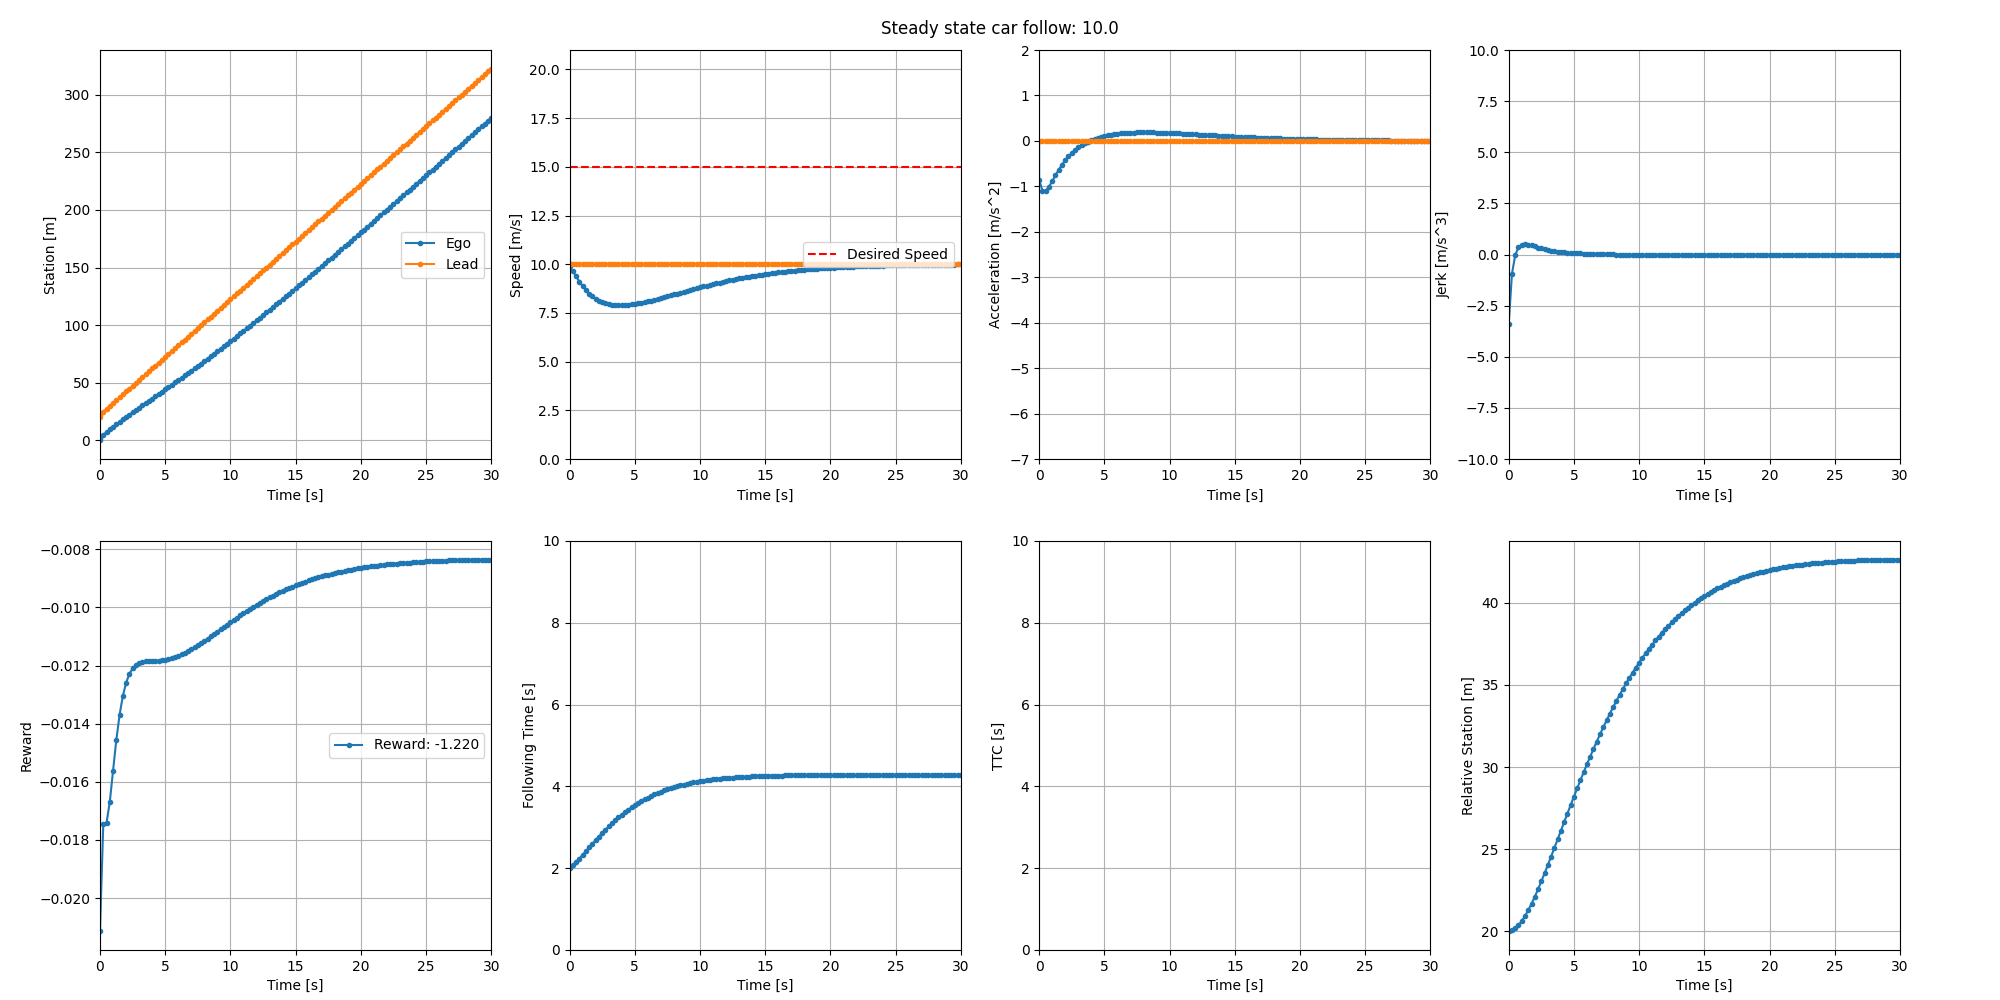 Steady state car follow: 10.0
Station [m]
300
250
200
150
100
50
0
Ego
Lead
0 5 10 15 20 25 30
Time [s]
Speed [m/s]
20.0
17.5
15.0
12.5
10.0
7.5
5.0
2.5
0.0
Desired Speed
0 5 10 15 20 25 30
Time [s]
Acceleration [m/s^2]
2
1
0
−1
−2
−3
−4
−5
−6
−7
0 5 10 15 20 25 30
Time [s]
Jerk [m/s^3]
10.0
7.5
5.0
2.5
0.0
−2.5
−5.0
−7.5
−10.0
0 5 10 15 20 25 30
Time [s]
Reward
−0.008
−0.010
−0.012
−0.014
−0.016
−0.018
−0.020
Reward: -1.220
0 5 10 15 20 25 30
Time [s]
Following Time [s]
10
8
6
4
2
0
0 5 10 15 20 25 30
Time [s]
TTC [s]
10
8
6
4
2
0
0 5 10 15 20 25 30
Time [s]
Relative Station [m]
40
35
30
25
20
0 5 10 15 20 25 30
Time [s]